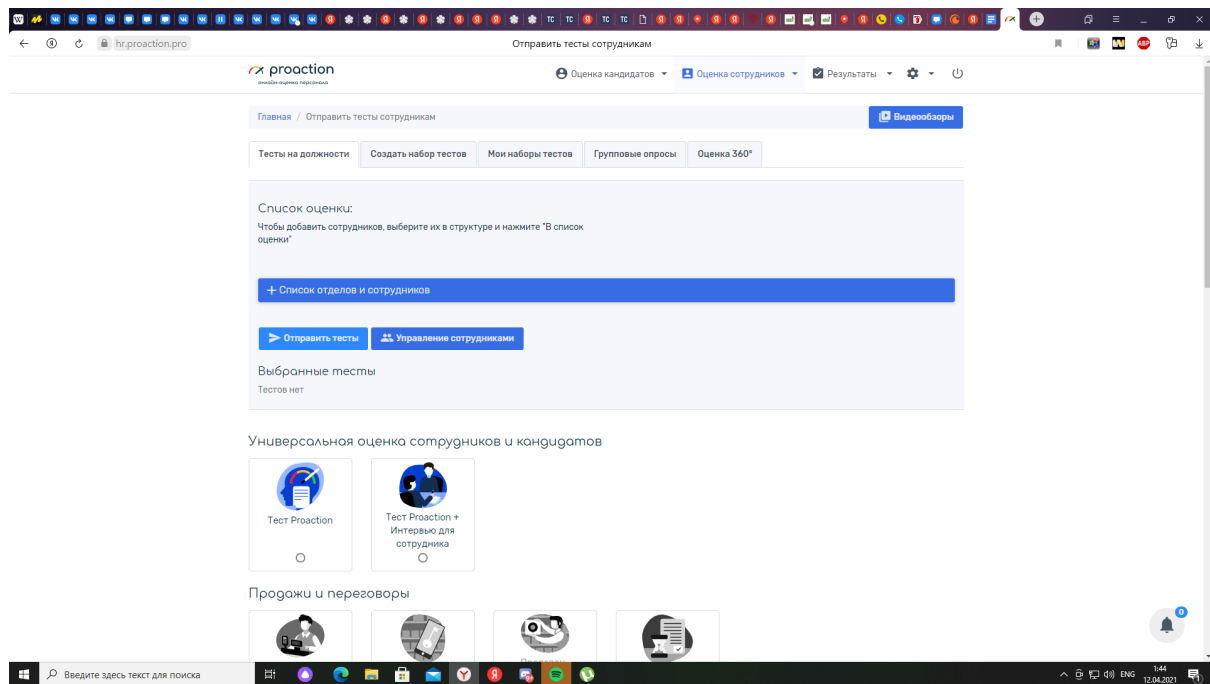 hr.proaction.pro
Отправить тесты сотрудникам
proaction
онлайн-оценка персонала
Оценка кандидатов
Оценка сотрудников
Результаты
Главная / Отправить тесты сотрудникам
Видеообзоры
Тесты на должности
Создать набор тестов
Мои наборы тестов
Групповые опросы
Оценка 360°
Список оценки:
Чтобы добавить сотрудников, выберите их в структуре и нажмите "В список
оценки"
+ Список отделов и сотрудников
Отправить тесты
Управление сотрудниками
Выбранные тесты
Тестов нет
Универсальная оценка сотрудников и кандидатов
Тест Proaction
Тест Proaction +
Интервью для
сотрудника
Продажи и переговоры
0
Введите здесь текст для поиска
ENG
1:44
12.04.2021